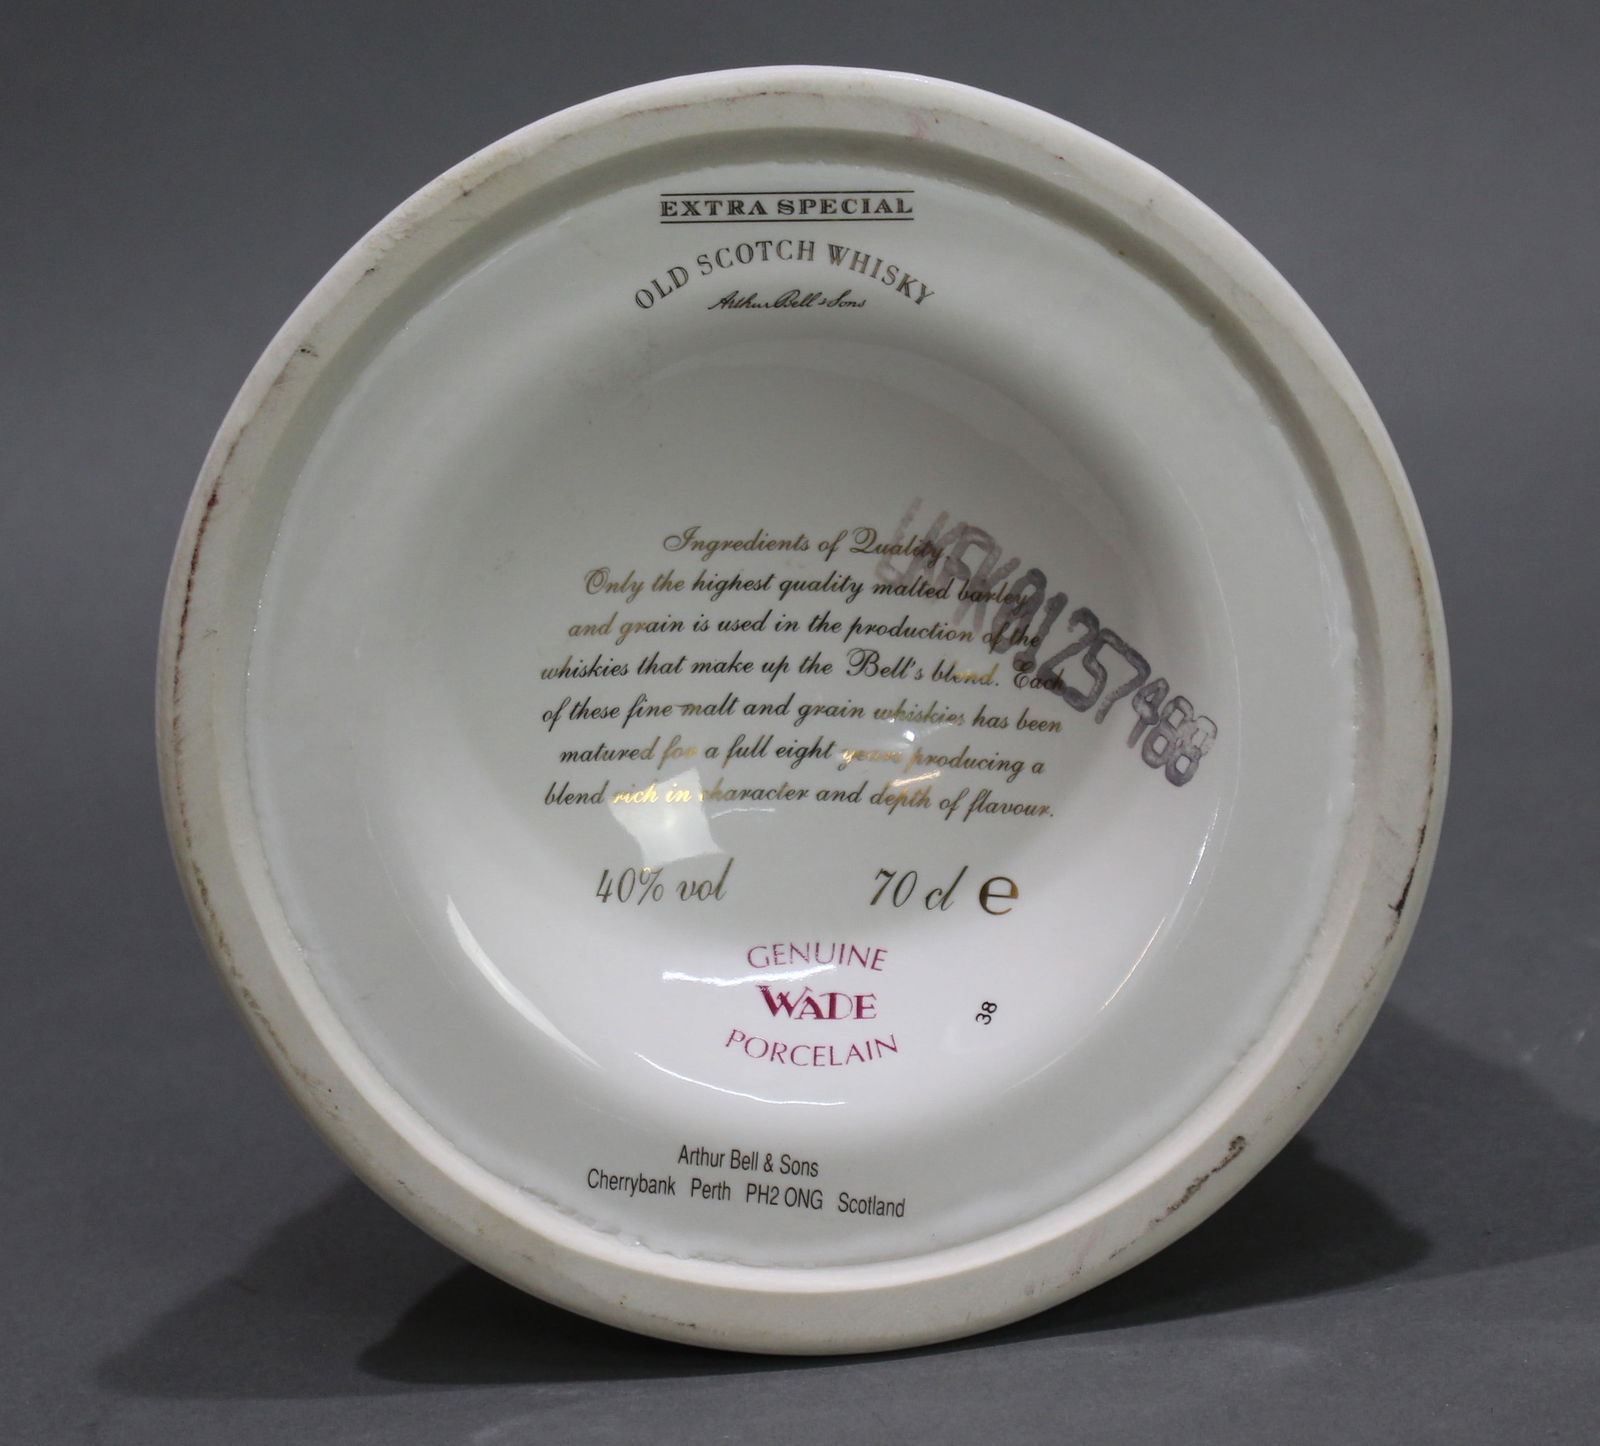 EXTRA SPECIAL
OLD SCOTCH WHISKY
Arthur Bell & Sons
Ingredients of Quality
Only the highest quality malted barley
and grain is used in the production of the
whiskies that make up the Bell's blend. Each
of these fine malt and grain whiskies has been
matured for a full eight years producing a
blend rich in character and depth of flavour.
40% vol 70 cl e
GENUINE
WADE
PORCELAIN
38
Arthur Bell & Sons
Cherrybank Perth PH2 ONG Scotland